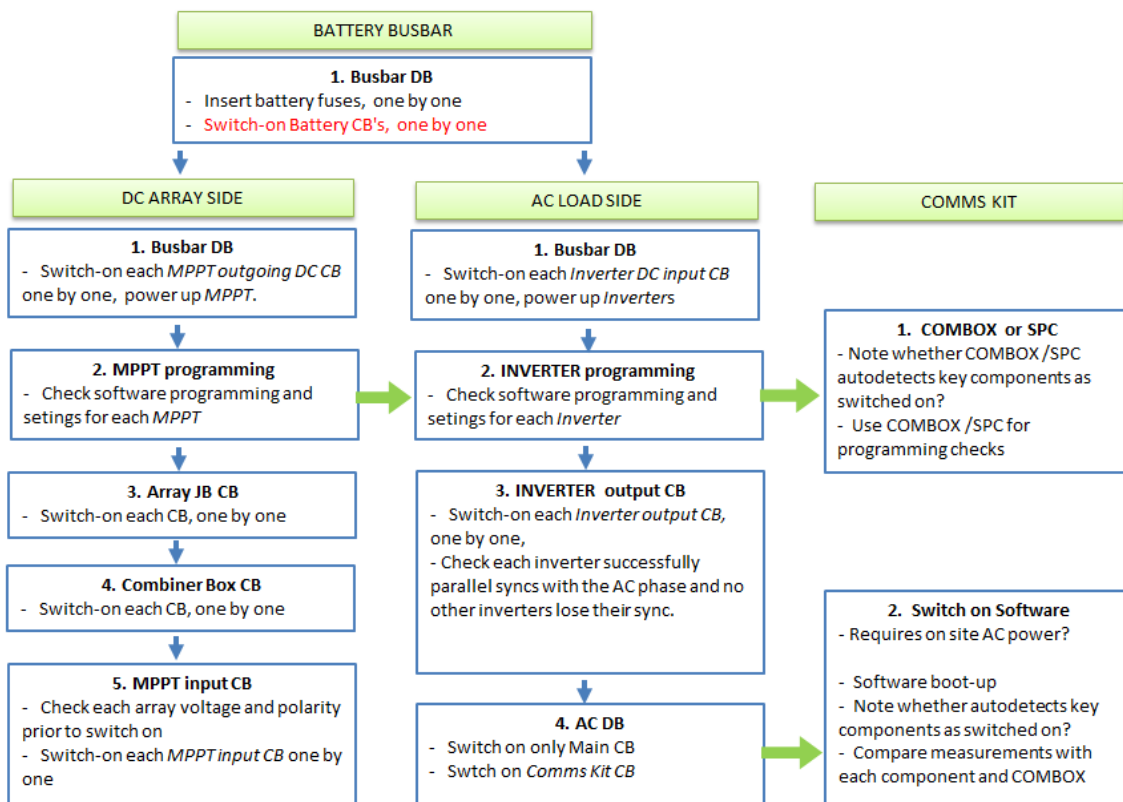 BATTERY BUSBAR
1. Busbar DB
- Insert battery fuses, one by one
- Switch-on Battery CB's, one by one
DC ARRAY SIDE
1. Busbar DB
- Switch-on each MPPT outgoing DC CB
one by one, power up MPPT.
2. MPPT programming
- Check software programming and
setings for each MPPT
3. Array JB CB
- Switch-on each CB, one by one
4. Combiner Box CB
- Switch-on each CB, one by one
5. MPPT input CB
- Check each array voltage and polarity
prior to switch on
- Switch-on each MPPT input CB one by
one
AC LOAD SIDE
1. Busbar DB
- Switch-on each Inverter DC input CB
one by one, power up Inverters
2. INVERTER programming
- Check software programming and
setings for each Inverter
3. INVERTER output CB
- Switch-on each Inverter output CB,
one by one,
- Check each inverter successfully
parallel syncs with the AC phase and no
other inverters lose their sync.
4. AC DB
- Switch on only Main CB
- Swtch on Comms Kit CB
COMMS KIT
1. COMBOX or SPC
- Note whether COMBOX /SPC
autodetects key components as
switched on?
- Use COMBOX /SPC for
programming checks
2. Switch on Software
- Requires on site AC power?
- Software boot-up
- Note whether autodetects key
components as switched on?
- Compare measurements with
each component and COMBOX